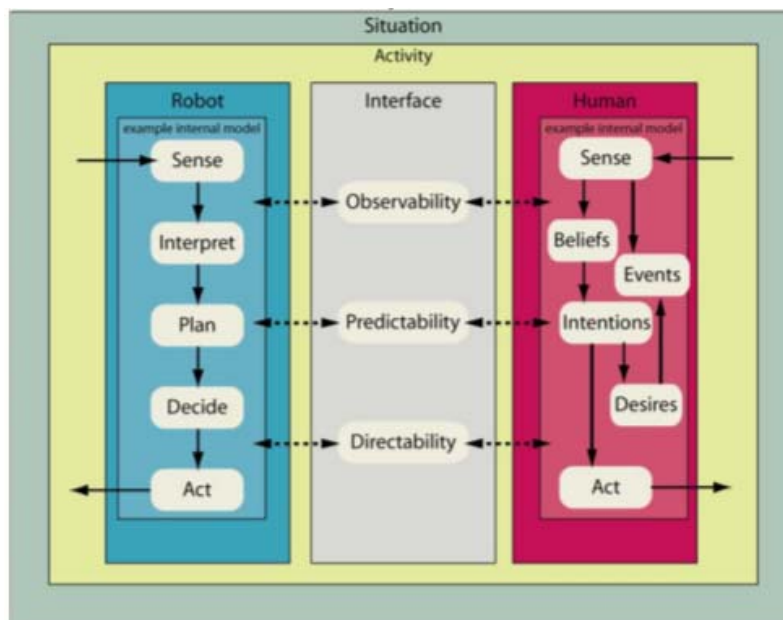 Situation
Activity
Robot
example internal model
Sense
Interpret
Plan
Decide
Act
Interface
Observability
Predictability
Directability
Human
example internal model
Sense
Beliefs
Events
Intentions
Desires
Act